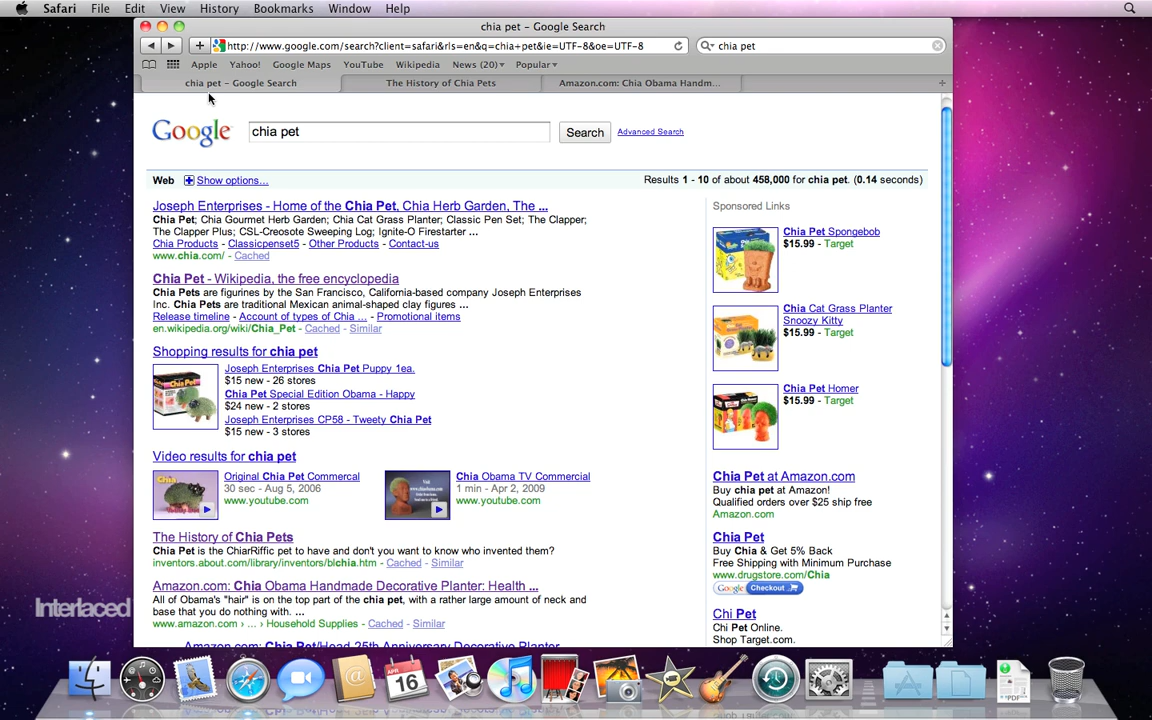 Safari File Edit View History Bookmarks Window Help
chia pet – Google Search
http://www.google.com/search?client=safari&rls=en&q=chia+pet&ie=UTF-8&oe=UTF-8
chia pet
Apple Yahoo! Google Maps YouTube Wikipedia News (20)▾ Popular▾
chia pet – Google Search
The History of Chia Pets
Amazon.com: Chia Obama Handm...
Google
chia pet
Search
Advanced Search
Web Show options...
Results 1 - 10 of about 458,000 for chia pet. (0.14 seconds)
Joseph Enterprises - Home of the Chia Pet, Chia Herb Garden, The ...
Chia Pet; Chia Gourmet Herb Garden; Chia Cat Grass Planter; Classic Pen Set; The Clapper;
The Clapper Plus; CSL-Creosote Sweeping Log; Ignite-O Firestarter ...
Chia Products - Classicpenset5 - Other Products - Contact-us
www.chia.com/ - Cached
Chia Pet - Wikipedia, the free encyclopedia
Chia Pets are figurines by the San Francisco, California-based company Joseph Enterprises
Inc. Chia Pets are traditional Mexican animal-shaped clay figures ...
Release timeline - Account of types of Chia ... - Promotional items
en.wikipedia.org/wiki/Chia_Pet - Cached - Similar
Shopping results for chia pet
Joseph Enterprises Chia Pet Puppy 1ea.
$15 new - 26 stores
Chia Pet Special Edition Obama - Happy
$24 new - 2 stores
Joseph Enterprises CP58 - Tweety Chia Pet
$15 new - 3 stores
Video results for chia pet
Original Chia Pet Commercal
30 sec - Aug 5, 2006
www.youtube.com
Chia Obama TV Commercial
1 min - Apr 2, 2009
www.youtube.com
The History of Chia Pets
Chia Pet is the ChiarRiffic pet to have and don't you want to know who invented them?
inventors.about.com/library/inventors/blchia.htm - Cached - Similar
Amazon.com: Chia Obama Handmade Decorative Planter: Health ...
All of Obama's "hair" is on the top part of the chia pet, with a rather large amount of neck and
base that you do nothing with. ...
www.amazon.com › ... › Household Supplies - Cached - Similar
Amazon.com: Chia Pet/Head 25th Anniversary Decorative Planter
Sponsored Links
Chia Pet Spongebob
$15.99 - Target
Chia Cat Grass Planter
Snoozy Kitty
$15.99 - Target
Chia Pet Homer
$15.99 - Target
Chia Pet at Amazon.com
Buy chia pet at Amazon!
Qualified orders over $25 ship free
Amazon.com
Chia Pet
Buy Chia & Get 5% Back
Free Shipping with Minimum Purchase
www.drugstore.com/Chia
Google Checkout
Chi Pet
Chi Pet Online.
Shop Target.com.
Interlaced
APR
16
PDF